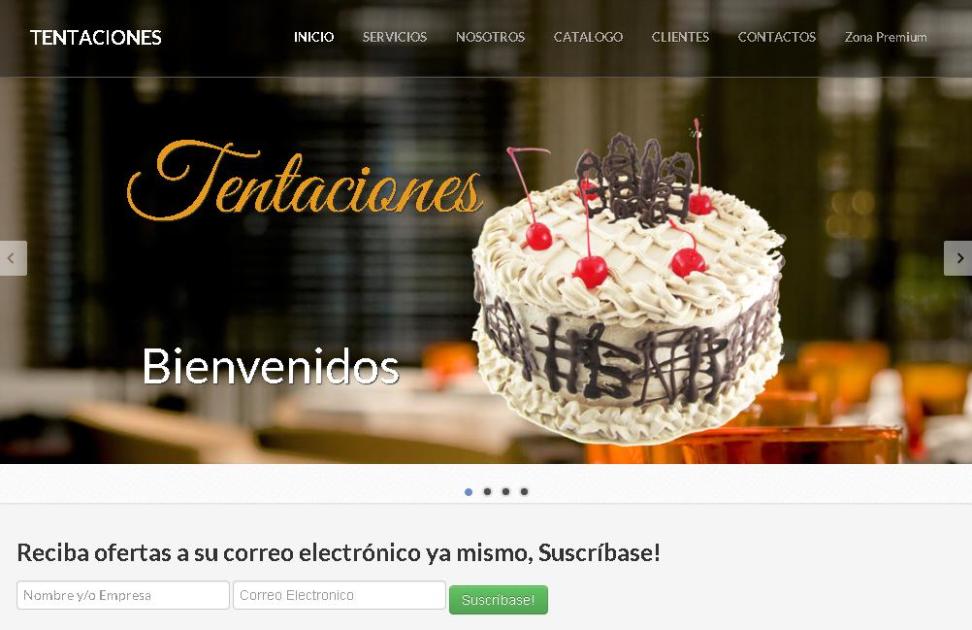 TENTACIONES INICIO SERVICIOS NOSOTROS CATALOGO CLIENTES CONTACTOS Zona Premium
Tentaciones
Bienvenidos
Reciba ofertas a su correo electrónico ya mismo, Suscríbase!
Nombre y/o Empresa Correo Electronico Suscribase!